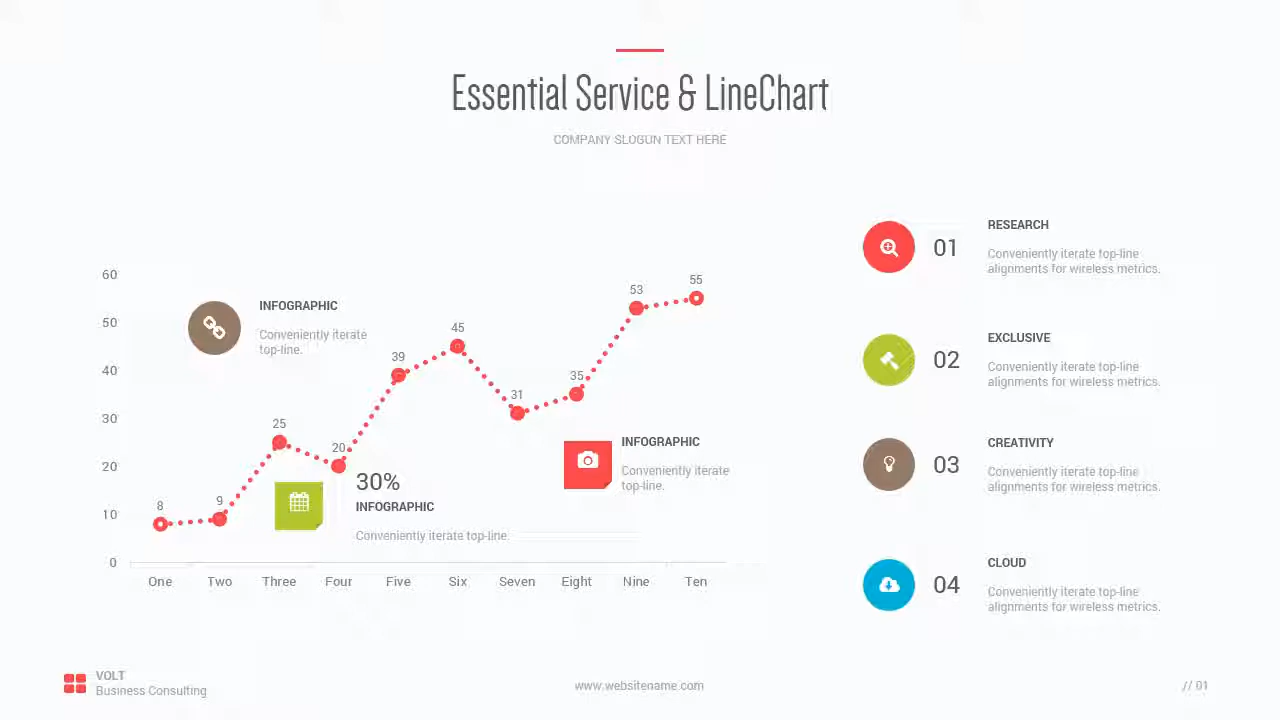 Essential Service & LineChart
COMPANY SLOGUN TEXT HERE
60
50
40
30
20
10
0
8
9
25
20
39
45
31
35
53
55
One Two Three Four Five Six Seven Eight Nine Ten
INFOGRAPHIC
Conveniently iterate
top-line.
30%
INFOGRAPHIC
Conveniently iterate top-line.
INFOGRAPHIC
Conveniently iterate
top-line.
01
RESEARCH
Conveniently iterate top-line
alignments for wireless metrics.
02
EXCLUSIVE
Conveniently iterate top-line
alignments for wireless metrics.
03
CREATIVITY
Conveniently iterate top-line
alignments for wireless metrics.
04
CLOUD
Conveniently iterate top-line
alignments for wireless metrics.
VOLT
Business Consulting
www.websitename.com
// 01